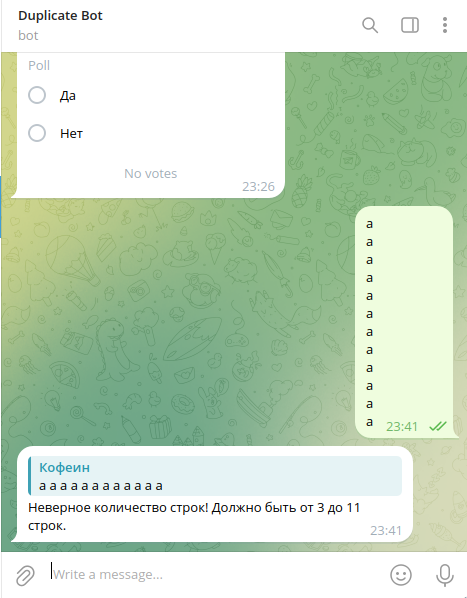 Duplicate Bot
bot
Poll
Да
Нет
No votes
23:26
а
а
а
а
а
а
а
а
а
а
а
а
23:41
Кофеин
а а а а а а а а а а а а
Неверное количество строк! Должно быть от 3 до 11
строк.
23:41
Write a message...